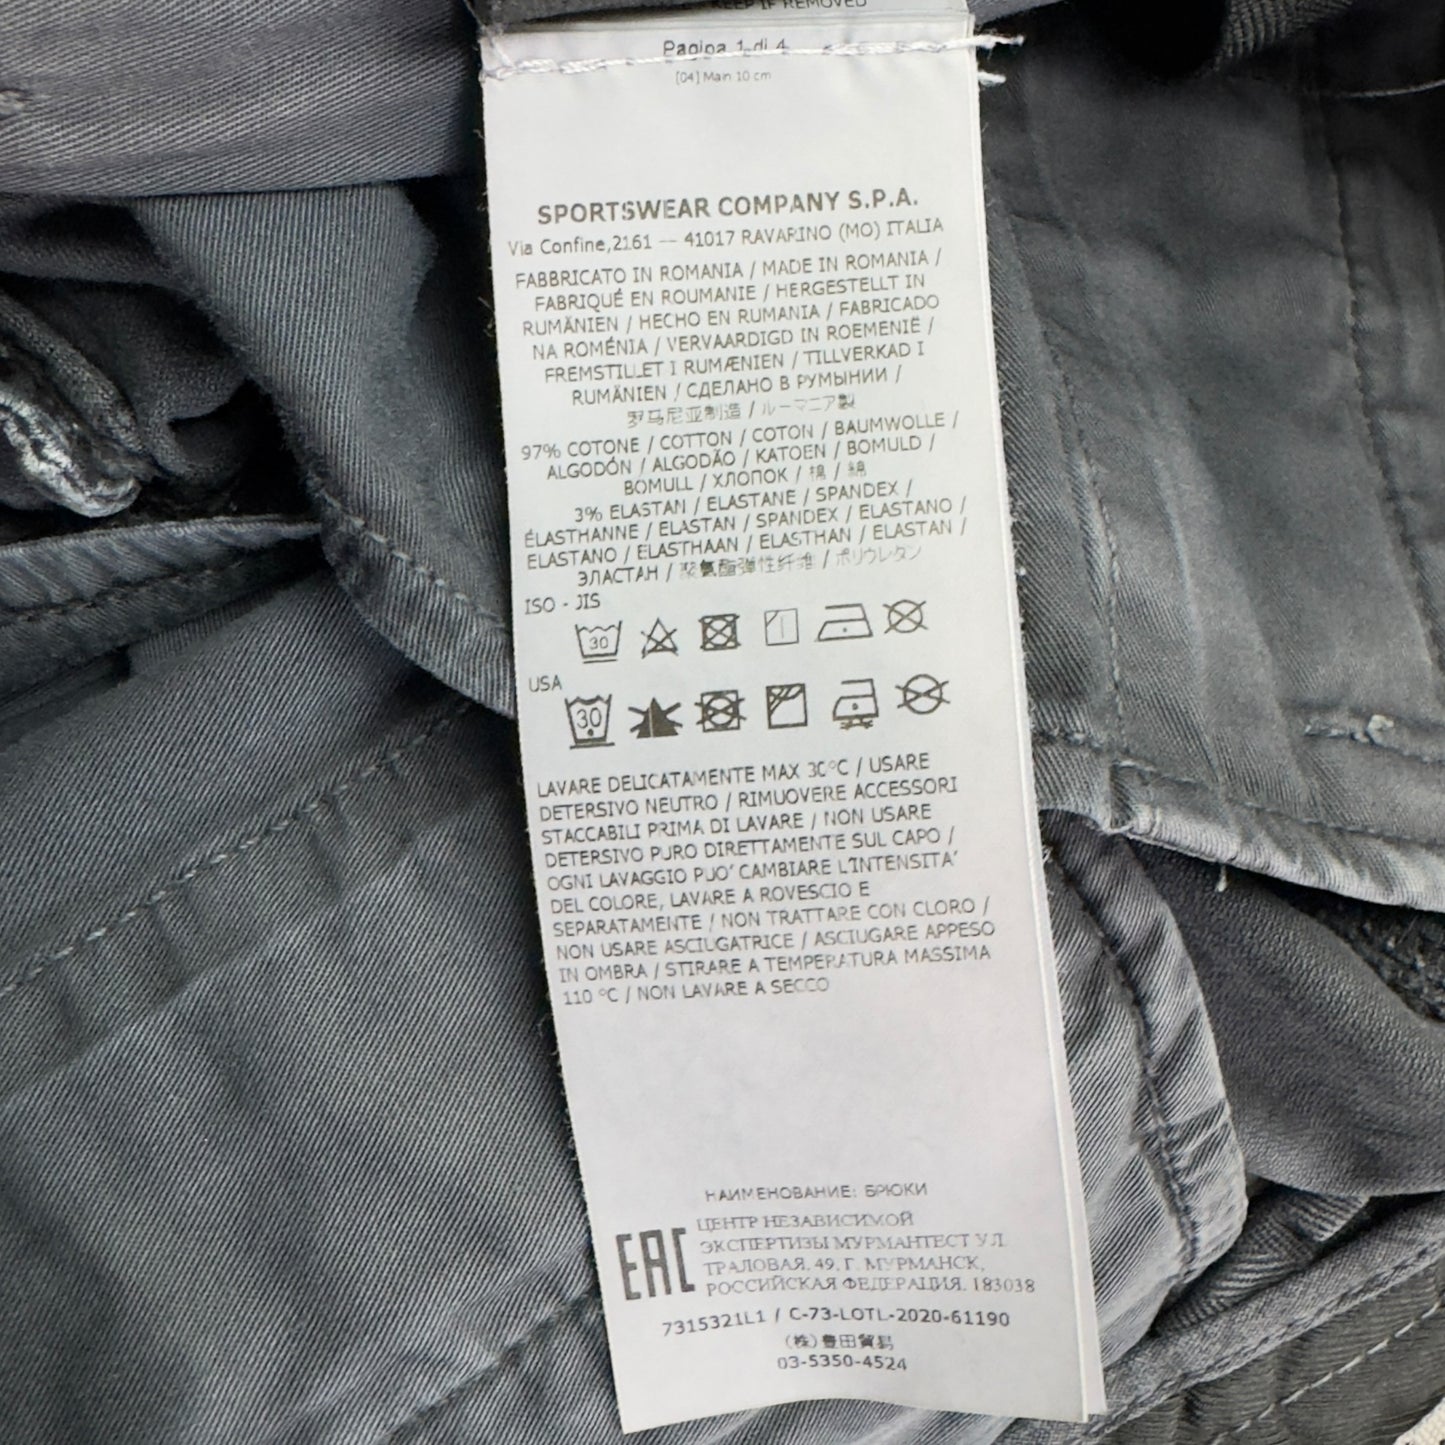 KEEP IF REMOVED
Pagina 1 di 4
[04] Main 10 cm
SPORTSWEAR COMPANY S.P.A.
Via Confine,2161 -- 41017 RAVARINO (MO) ITALIA
FABBRICATO IN ROMANIA / MADE IN ROMANIA /
FABRIQUÉ EN ROUMANIE / HERGESTELLT IN
RUMÄNIEN / HECHO EN RUMANIA / FABRICADO
NA ROMÉNIA / VERVAARDIGD IN ROEMENIË /
FREMSTILLET I RUMÆNIEN / TILLVERKAD I
RUMÄNIEN / СДЕЛАНО В РУМЫНИИ /
罗马尼亚制造 / ルーマニア製
97% COTONE / COTTON / COTON / BAUMWOLLE /
ALGODÓN / ALGODÃO / KATOEN / BOMULD /
BOMULL / ХЛОПОК / 棉 / 綿
3% ELASTAN / ELASTANE / SPANDEX /
ÉLASTHANNE / ELASTAN / SPANDEX / ELASTANO /
ELASTANO / ELASTHAAN / ELASTHAN / ELASTAN /
ЭЛАСТАН / 聚氨酯弹性纤维 / ポリウレタン
ISO - JIS
30
USA
30
LAVARE DELICATAMENTE MAX 30°C / USARE
DETERSIVO NEUTRO / RIMUOVERE ACCESSORI
STACCABILI PRIMA DI LAVARE / NON USARE
DETERSIVO PURO DIRETTAMENTE SUL CAPO /
OGNI LAVAGGIO PUO' CAMBIARE L'INTENSITA'
DEL COLORE, LAVARE A ROVESCIO E
SEPARATAMENTE / NON TRATTARE CON CLORO /
NON USARE ASCIUGATRICE / ASCIUGARE APPESO
IN OMBRA / STIRARE A TEMPERATURA MASSIMA
110 °C / NON LAVARE A SECCO
НАИМЕНОВАНИЕ: БРЮКИ
EAC
ЦЕНТР НЕЗАВИСИМОЙ
ЭКСПЕРТИЗЫ МУРМАНТЕСТ УЛ.
ТРАЛОВАЯ, 49, Г. МУРМАНСК,
РОССИЙСКАЯ ФЕДЕРАЦИЯ, 183038
7315321L1 / C-73-LOTL-2020-61190
(株) 豊田貿易
03-5350-4524